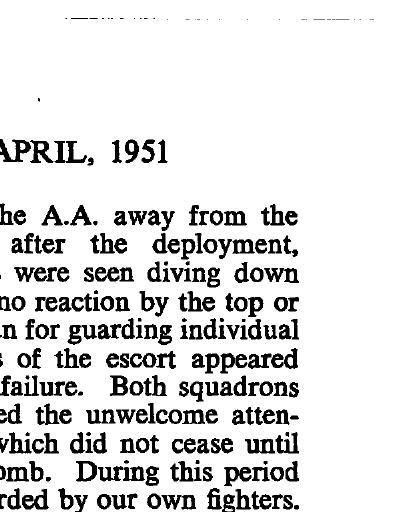 APRIL, 1951
he A.A. away from the
after the deployment,
were seen diving down
no reaction by the top or
n for guarding individual
s of the escort appeared
failure. Both squadrons
ed the unwelcome atten-
which did not cease until
omb. During this period
rded by our own fighters.